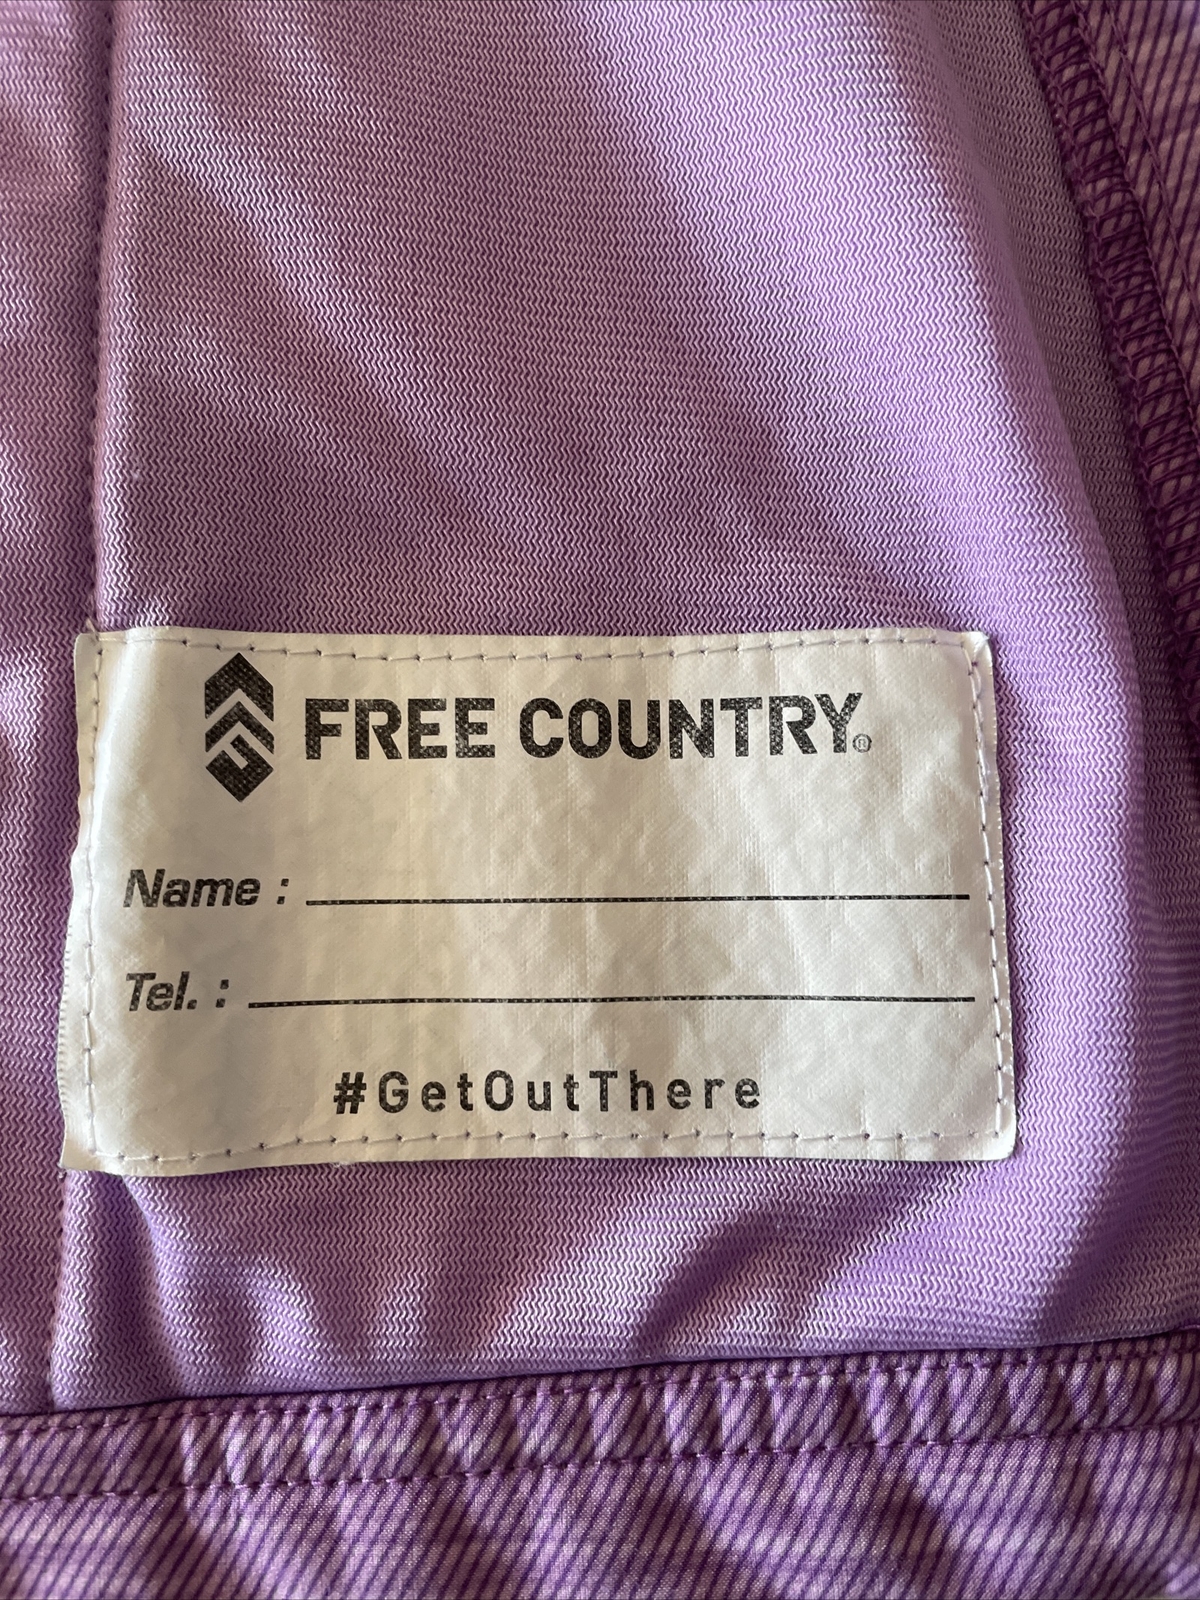 FREE COUNTRY®
Name :
Tel. :
#GetOutThere